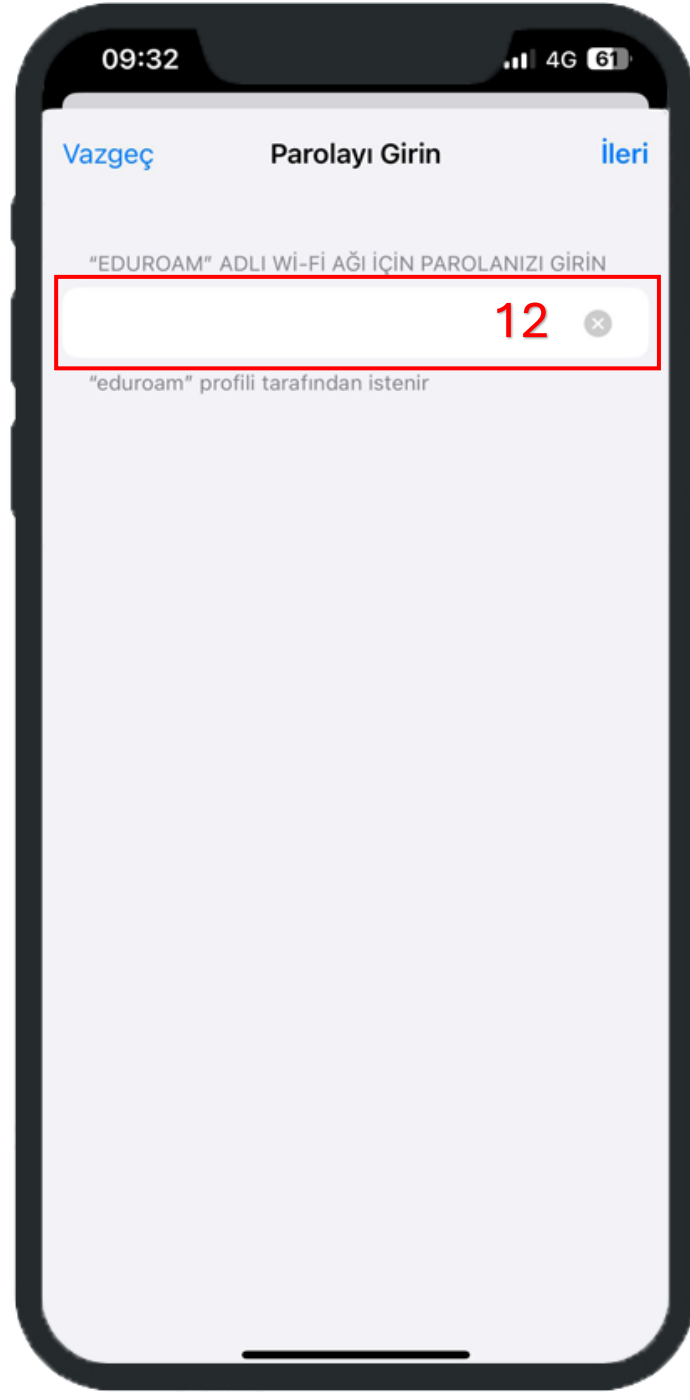 09:32 4G 61
Vazgeç Parolayı Girin İleri
“EDUROAM” ADLI Wİ-Fİ AĞI İÇİN PAROLANIZI GİRİN
12
“eduroam” profili tarafından istenir